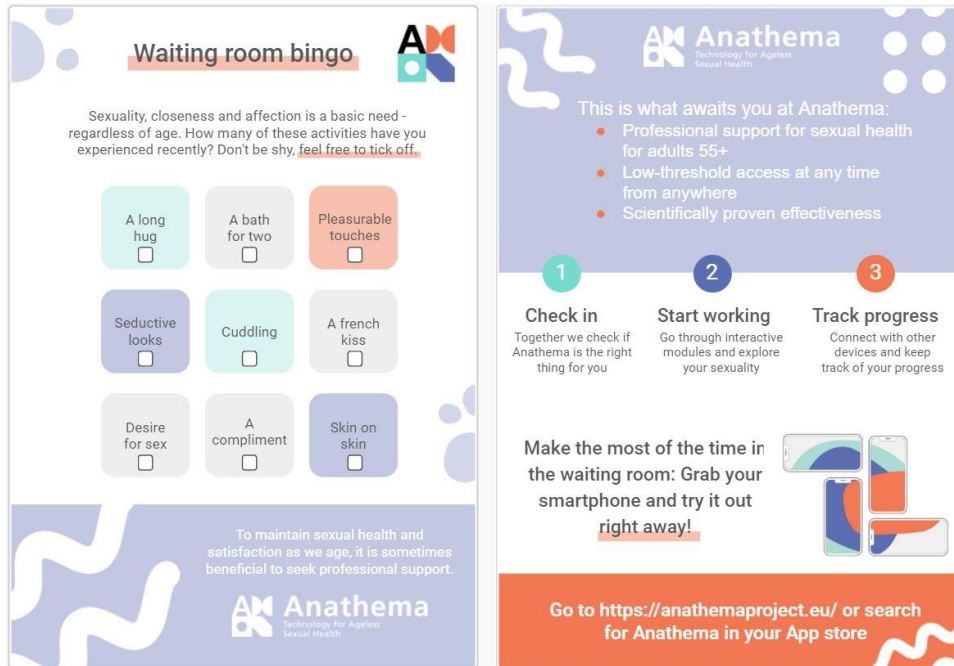 Waiting room bingo
Sexuality, closeness and affection is a basic need -
regardless of age. How many of these activities have you
experienced recently? Don't be shy, feel free to tick off.
A long
hug
A bath
for two
Pleasurable
touches
Seductive
looks
Cuddling
A french
kiss
Desire
for sex
A
compliment
Skin on
skin
To maintain sexual health and
satisfaction as we age, it is sometimes
beneficial to seek professional support.
Anathema
Technology for Ageless
Sexual Health
Anathema
Technology for Ageless
Sexual Health
This is what awaits you at Anathema:
Professional support for sexual health
for adults 55+
Low-threshold access at any time
from anywhere
Scientifically proven effectiveness
1
Check in
Together we check if
Anathema is the right
thing for you
2
Start working
Go through interactive
modules and explore
your sexuality
3
Track progress
Connect with other
devices and keep
track of your progress
Make the most of the time in
the waiting room: Grab your
smartphone and try it out
right away!
Go to https://anathemaproject.eu/ or search
for Anathema in your App store